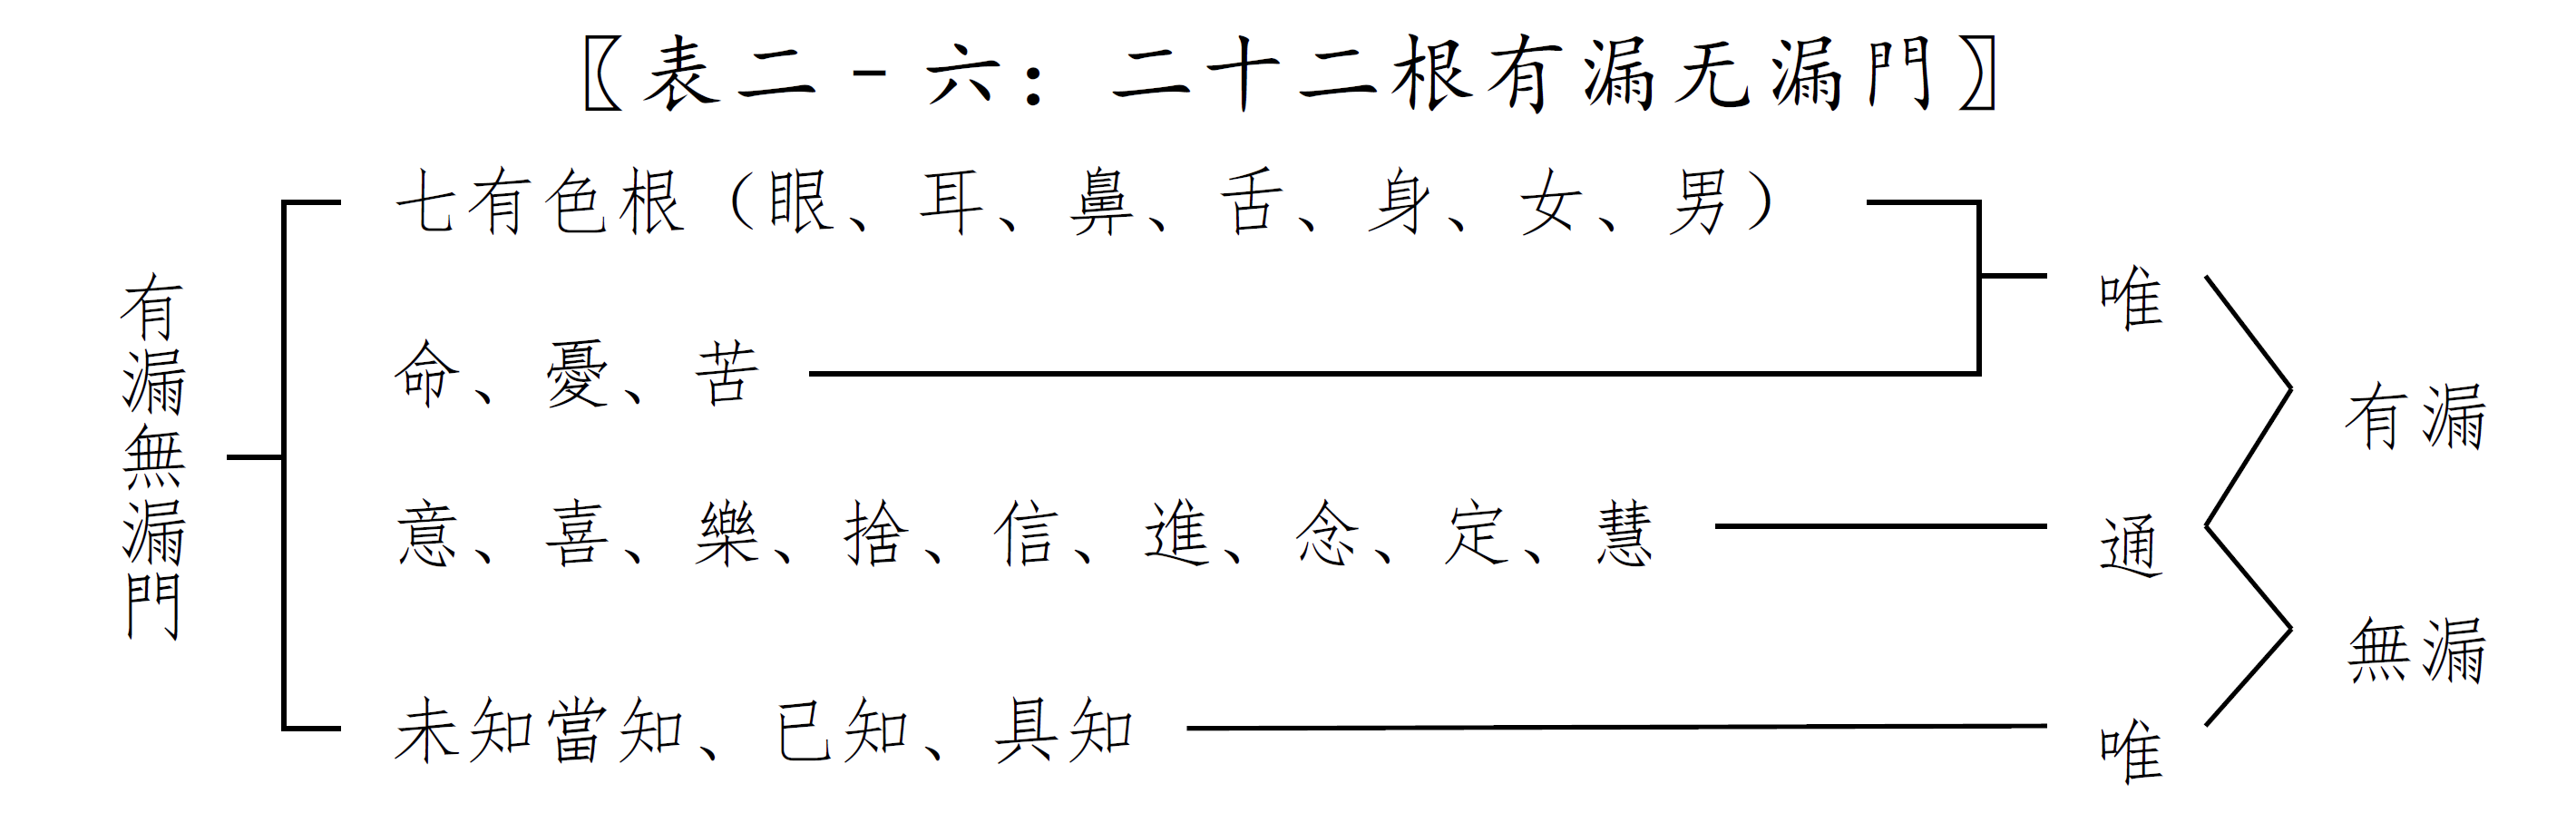 〖表二-六：二十二根有漏无漏門〗
有漏無漏門
七有色根（眼、耳、鼻、舌、身、女、男）
命、憂、苦
意、喜、樂、捨、信、進、念、定、慧
未知當知、已知、具知
唯
通
唯
有漏
無漏